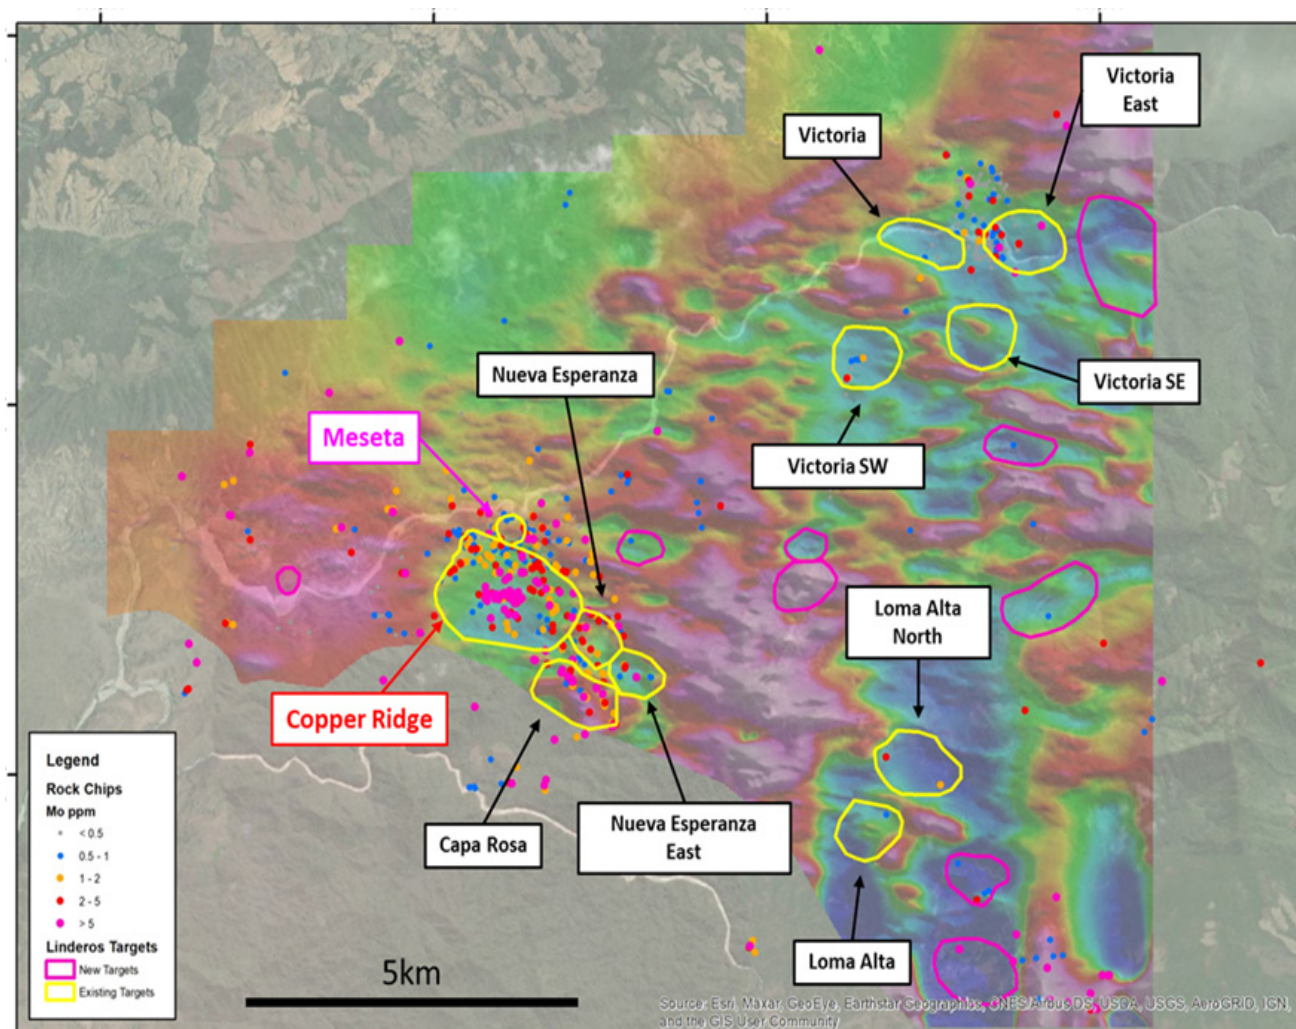 Victoria
East
Victoria
Nueva Esperanza
Victoria SE
Meseta
Victoria SW
Loma Alta
North
Copper Ridge
Legend
Rock Chips
Mo ppm
< 0.5
0.5 - 1
1 - 2
2 - 5
> 5
Linderos Targets
New Targets
Existing Targets
Capa Rosa
Nueva Esperanza
East
Loma Alta
5km
Source: Esri, Maxar, GeoEye, Earthstar Geographics, CNES/Airbus DS, USDA, USGS, AeroGRID, IGN,
and the GIS User Community